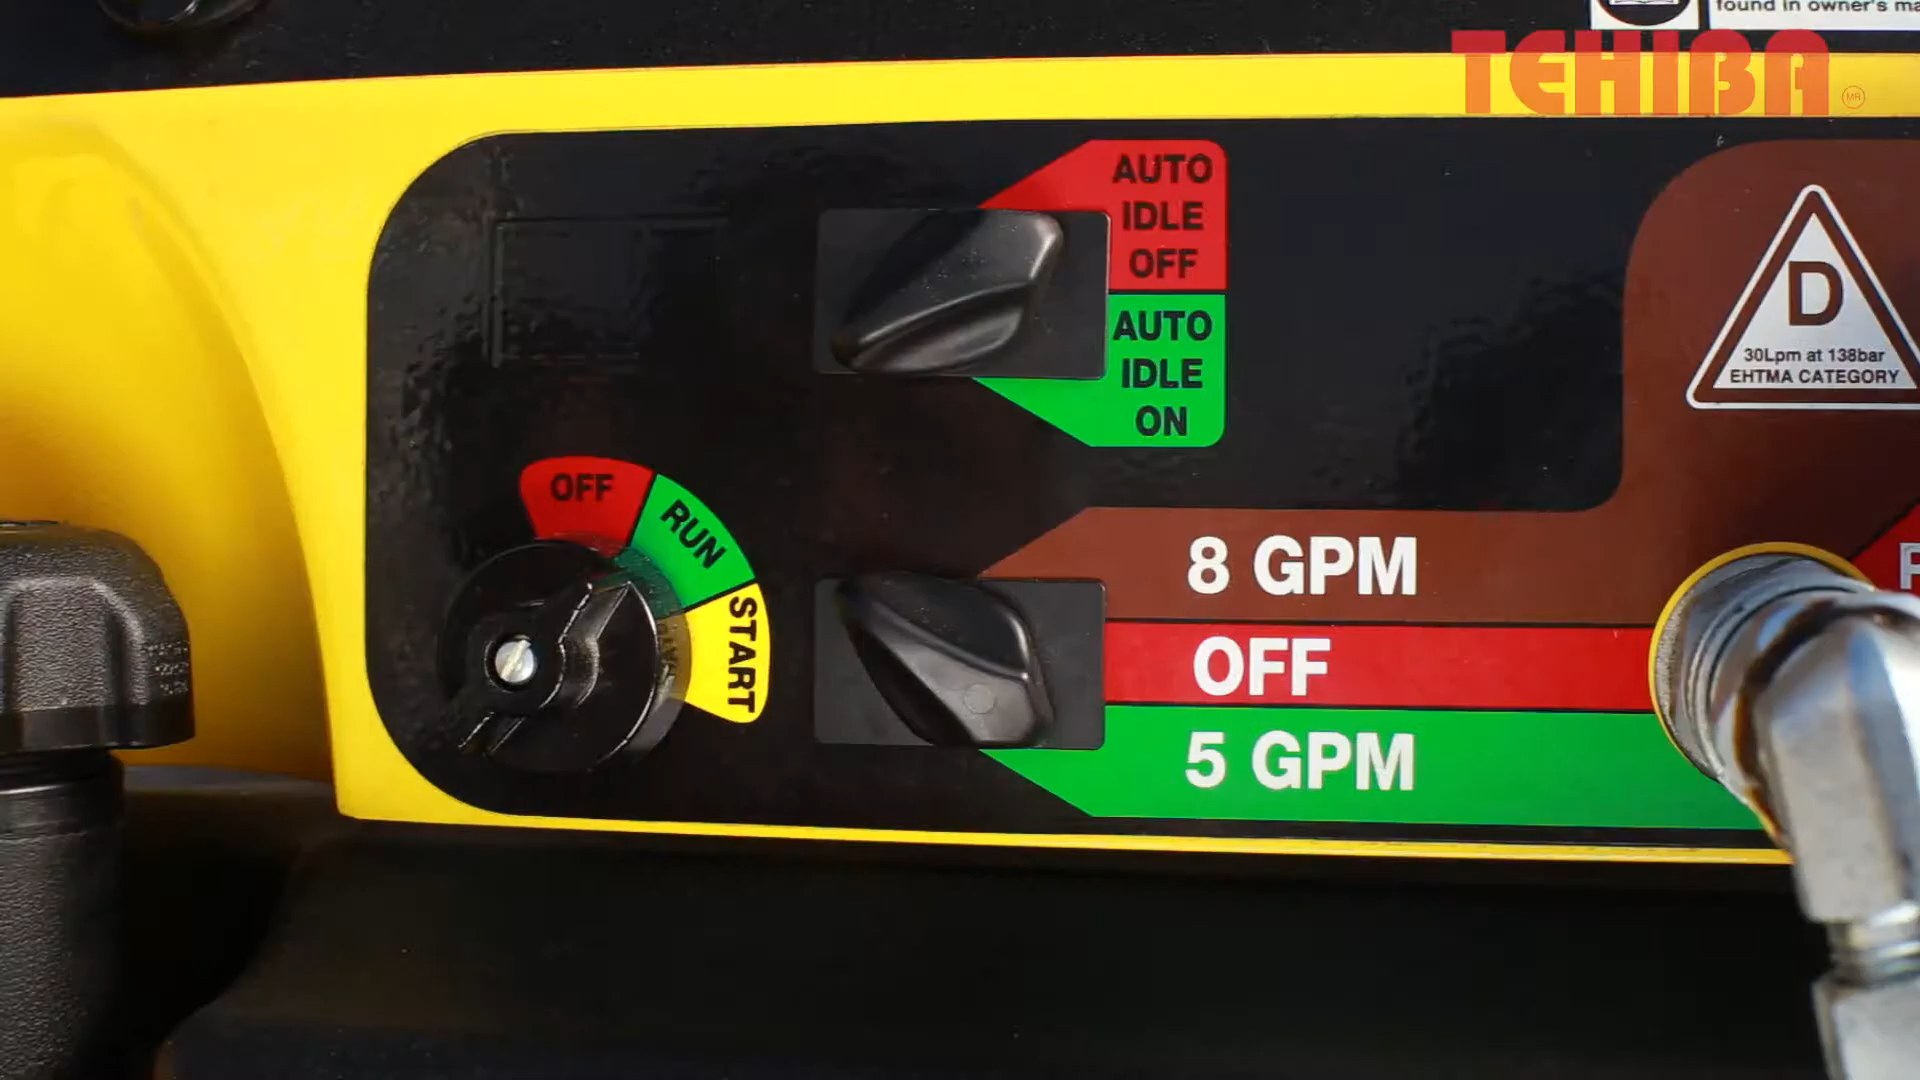 found in owner's
TEHIBA
MR
AUTO
IDLE
OFF
AUTO
IDLE
ON
D
30Lpm at 138bar
EHTMA CATEGORY
OFF
RUN
START
8 GPM
OFF
5 GPM